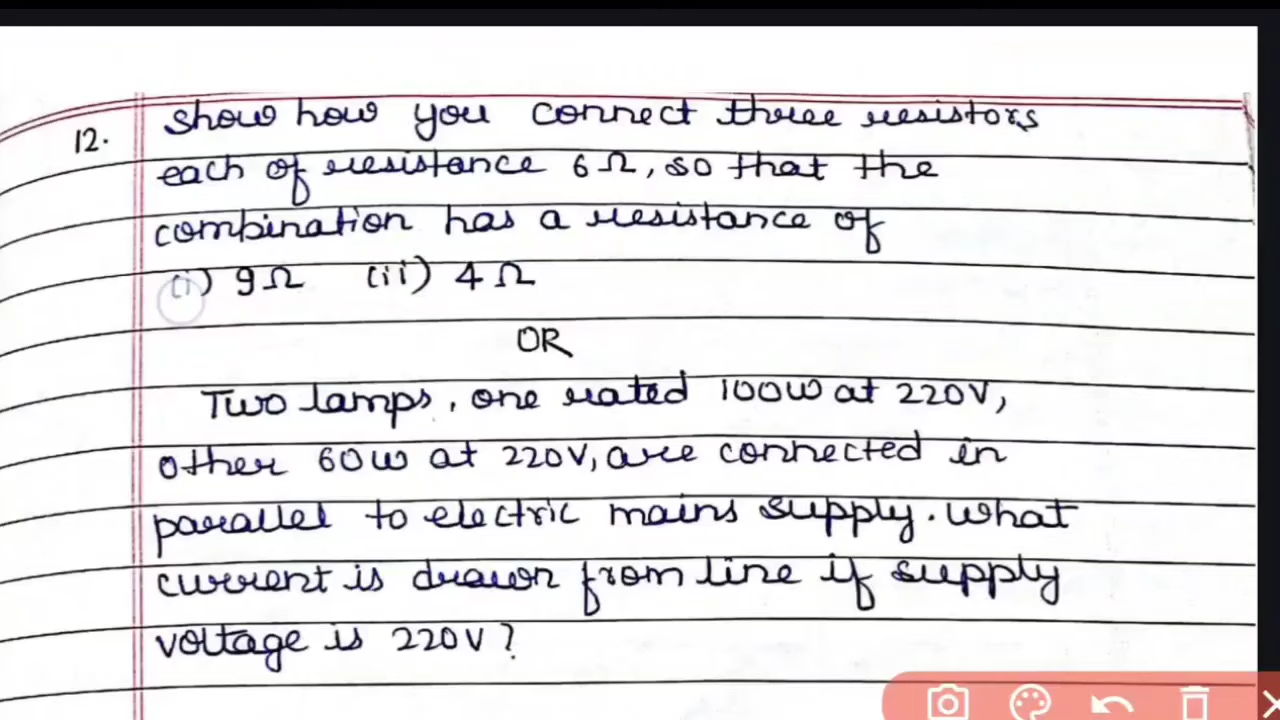 12. Show how you connect three resistors
each of resistance 6Ω, so that the
combination has a resistance of
(i) 9Ω (ii) 4Ω
OR
Two lamps, one rated 100W at 220V,
other 60W at 220V, are connected in
parallel to electric mains supply. What
current is drawn from line if supply
voltage is 220V?